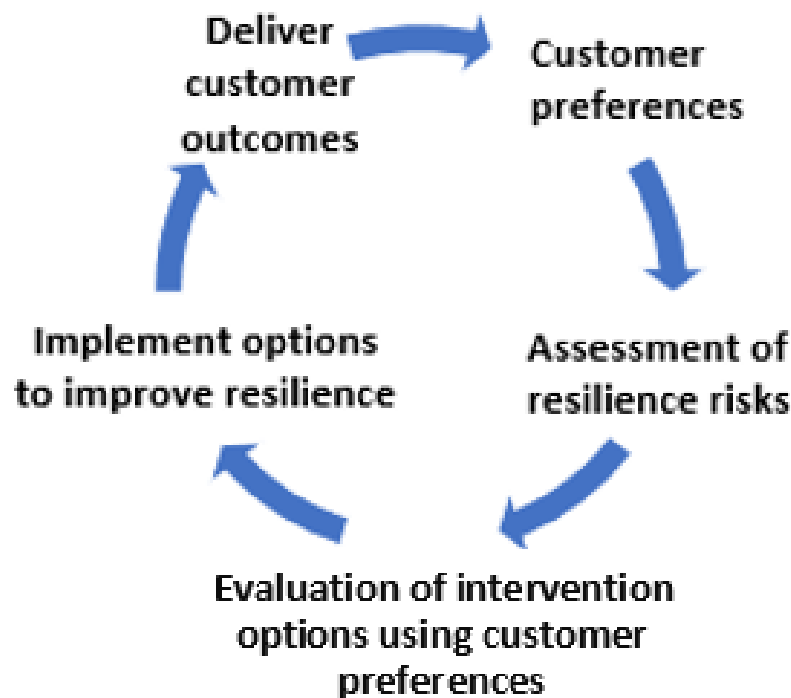 Deliver
customer
outcomes
Customer
preferences
Assessment of
resilience risks
Evaluation of intervention
options using customer
preferences
Implement options
to improve resilience